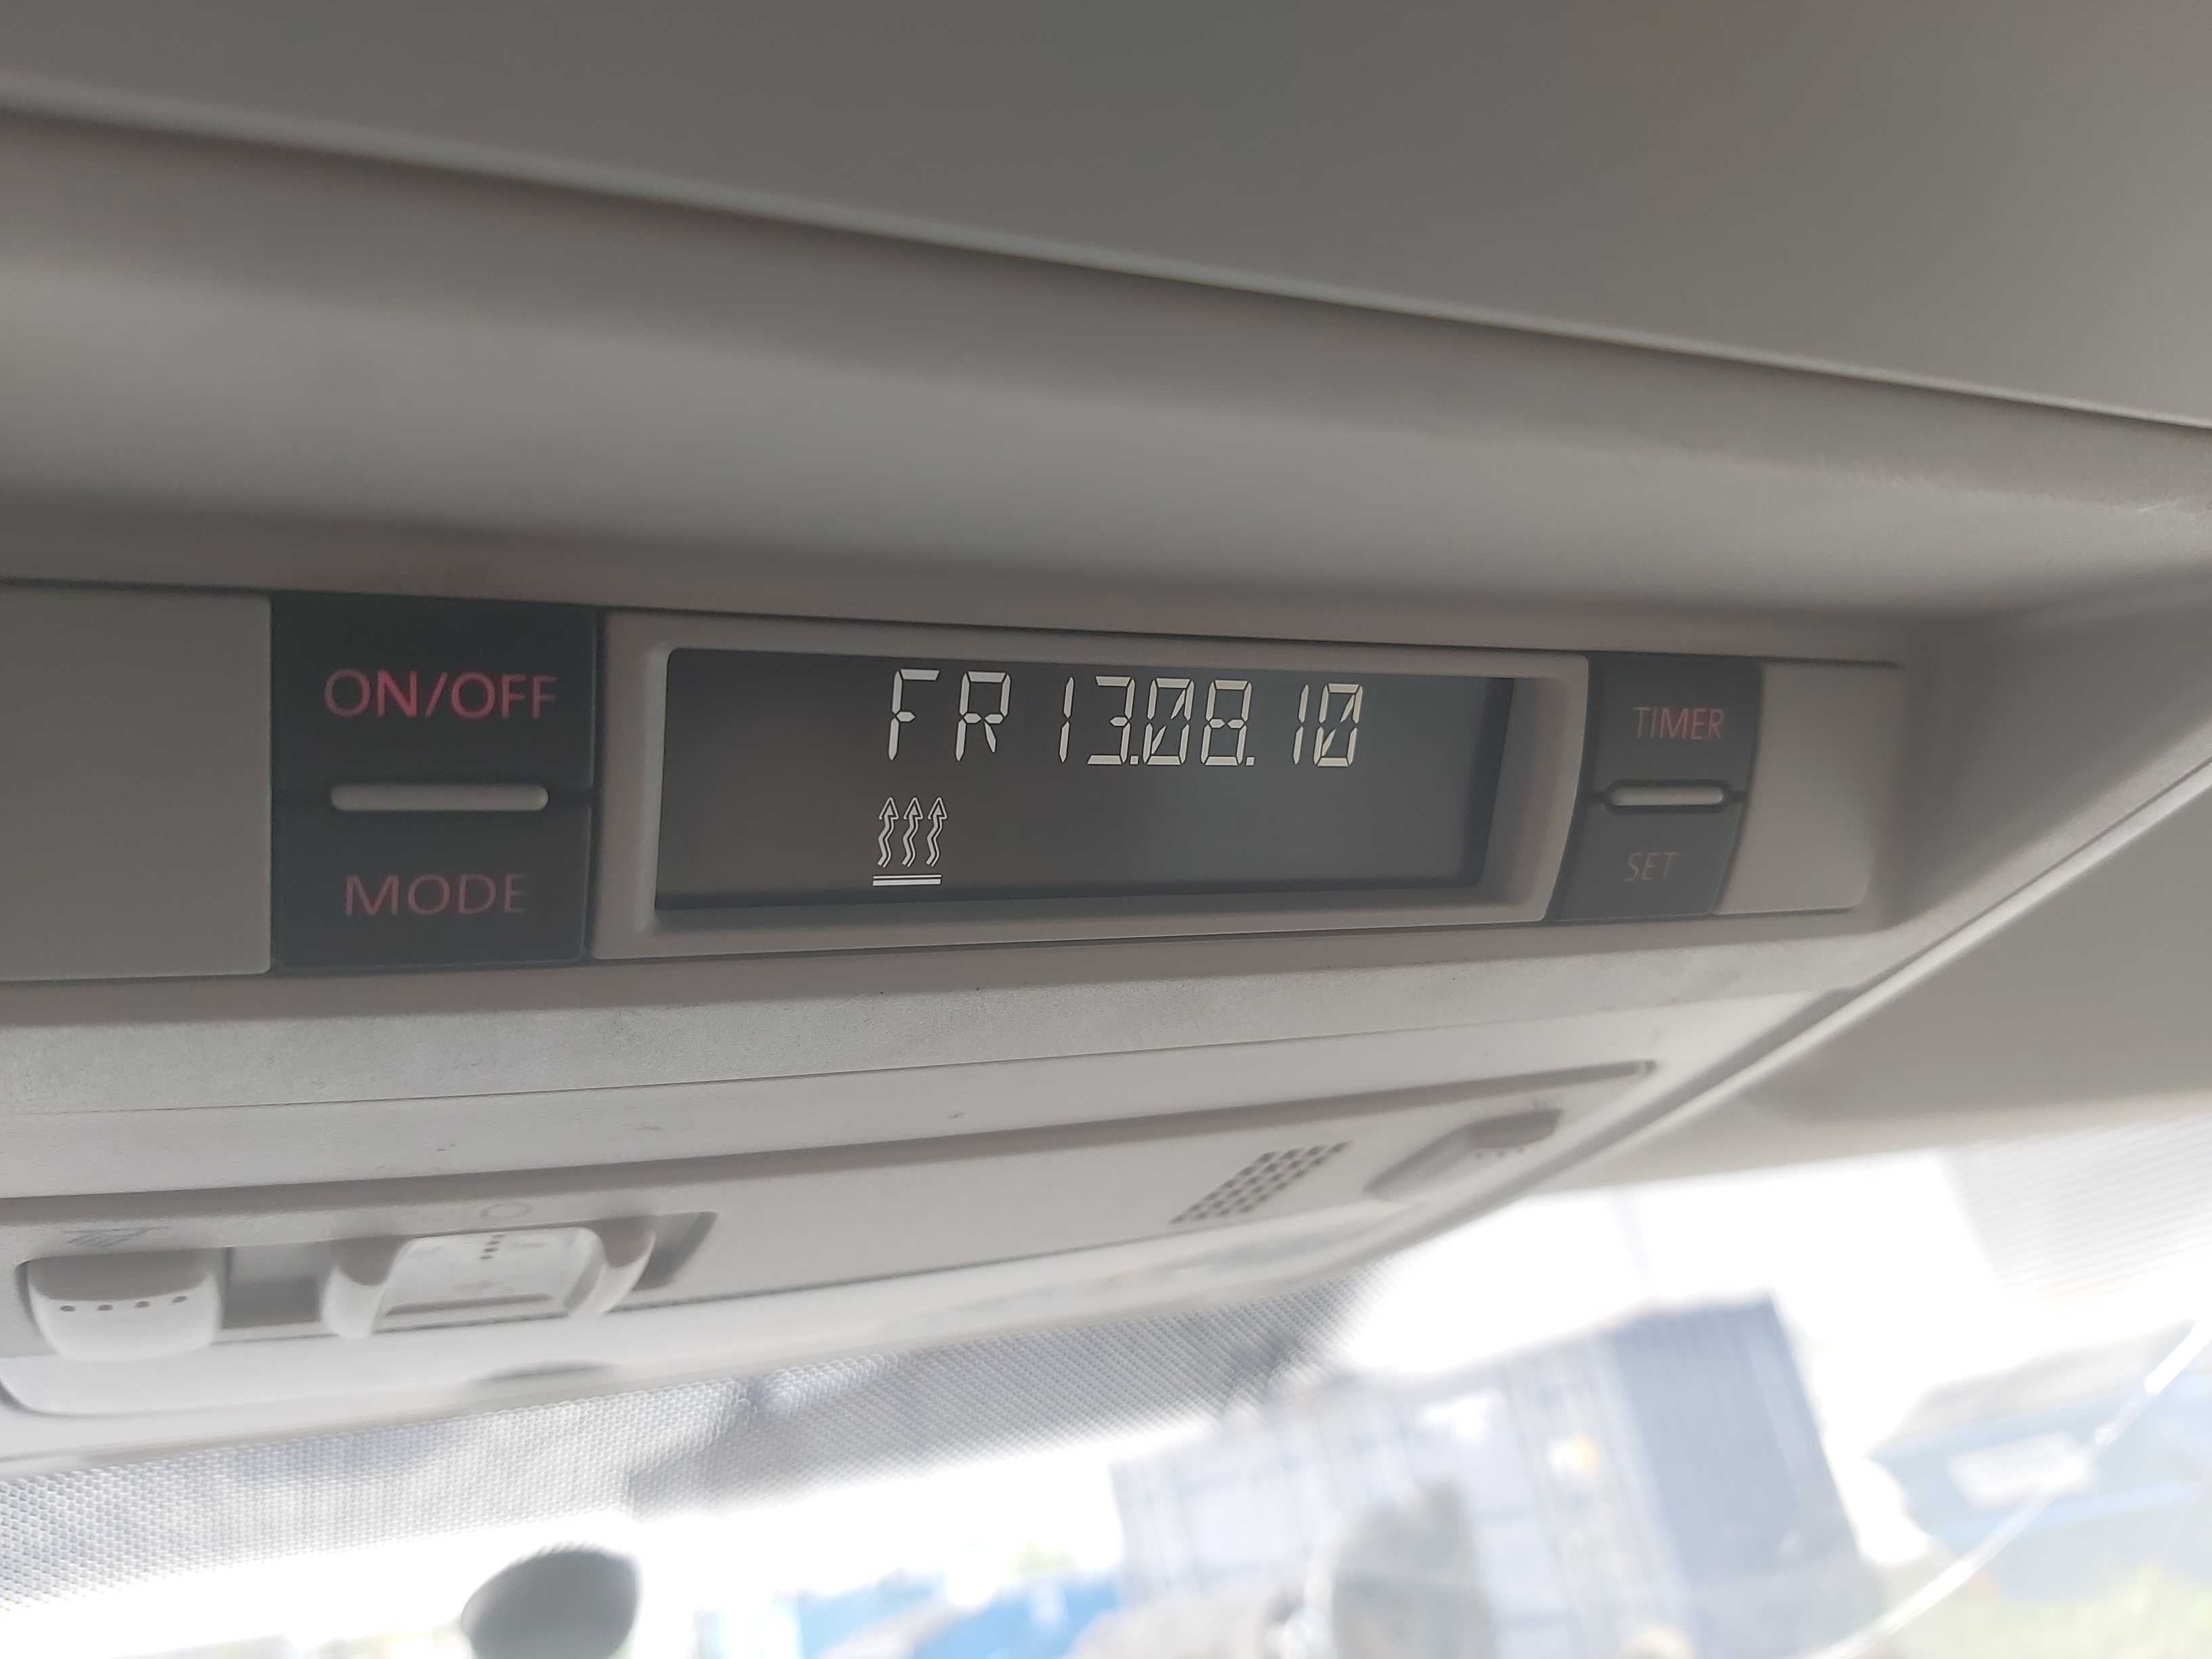 ON/OFF
MODE
FR 13.08.10
TIMER
SET